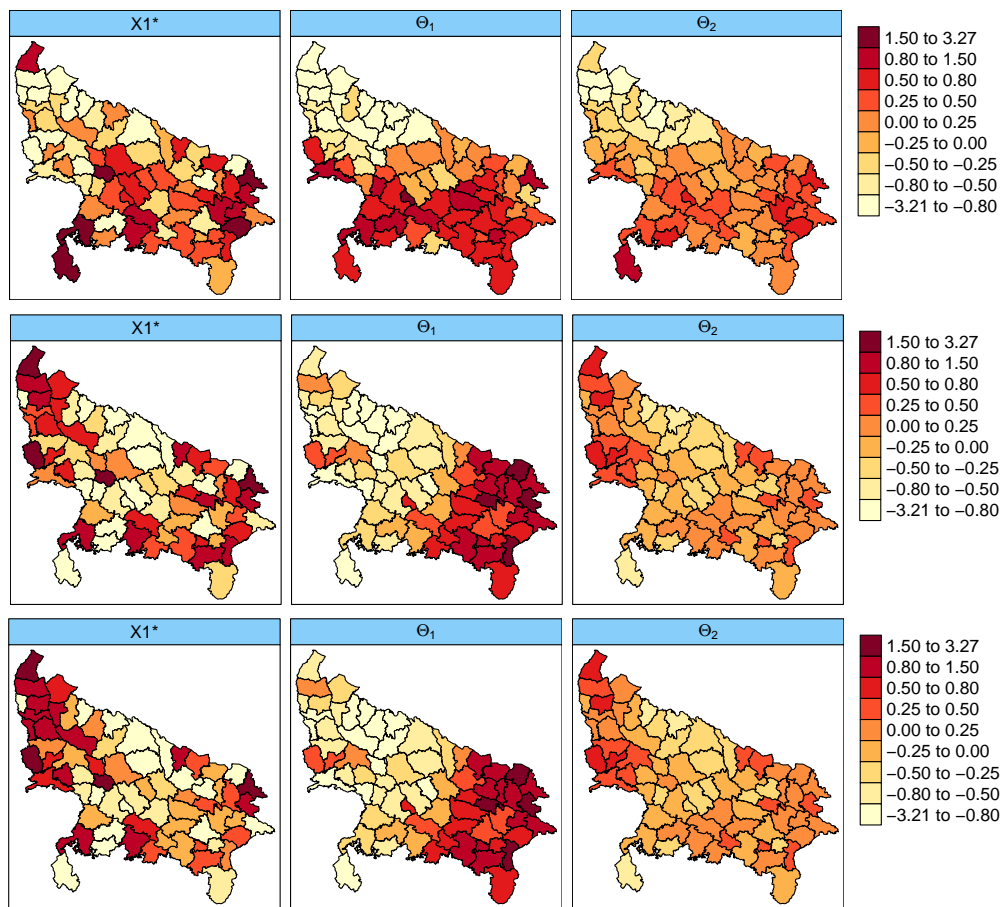 X1* Θ₁ Θ₂
1.50 to 3.27
0.80 to 1.50
0.50 to 0.80
0.25 to 0.50
0.00 to 0.25
−0.25 to 0.00
−0.50 to −0.25
−0.80 to −0.50
−3.21 to −0.80
X1* Θ₁ Θ₂
1.50 to 3.27
0.80 to 1.50
0.50 to 0.80
0.25 to 0.50
0.00 to 0.25
−0.25 to 0.00
−0.50 to −0.25
−0.80 to −0.50
−3.21 to −0.80
X1* Θ₁ Θ₂
1.50 to 3.27
0.80 to 1.50
0.50 to 0.80
0.25 to 0.50
0.00 to 0.25
−0.25 to 0.00
−0.50 to −0.25
−0.80 to −0.50
−3.21 to −0.80